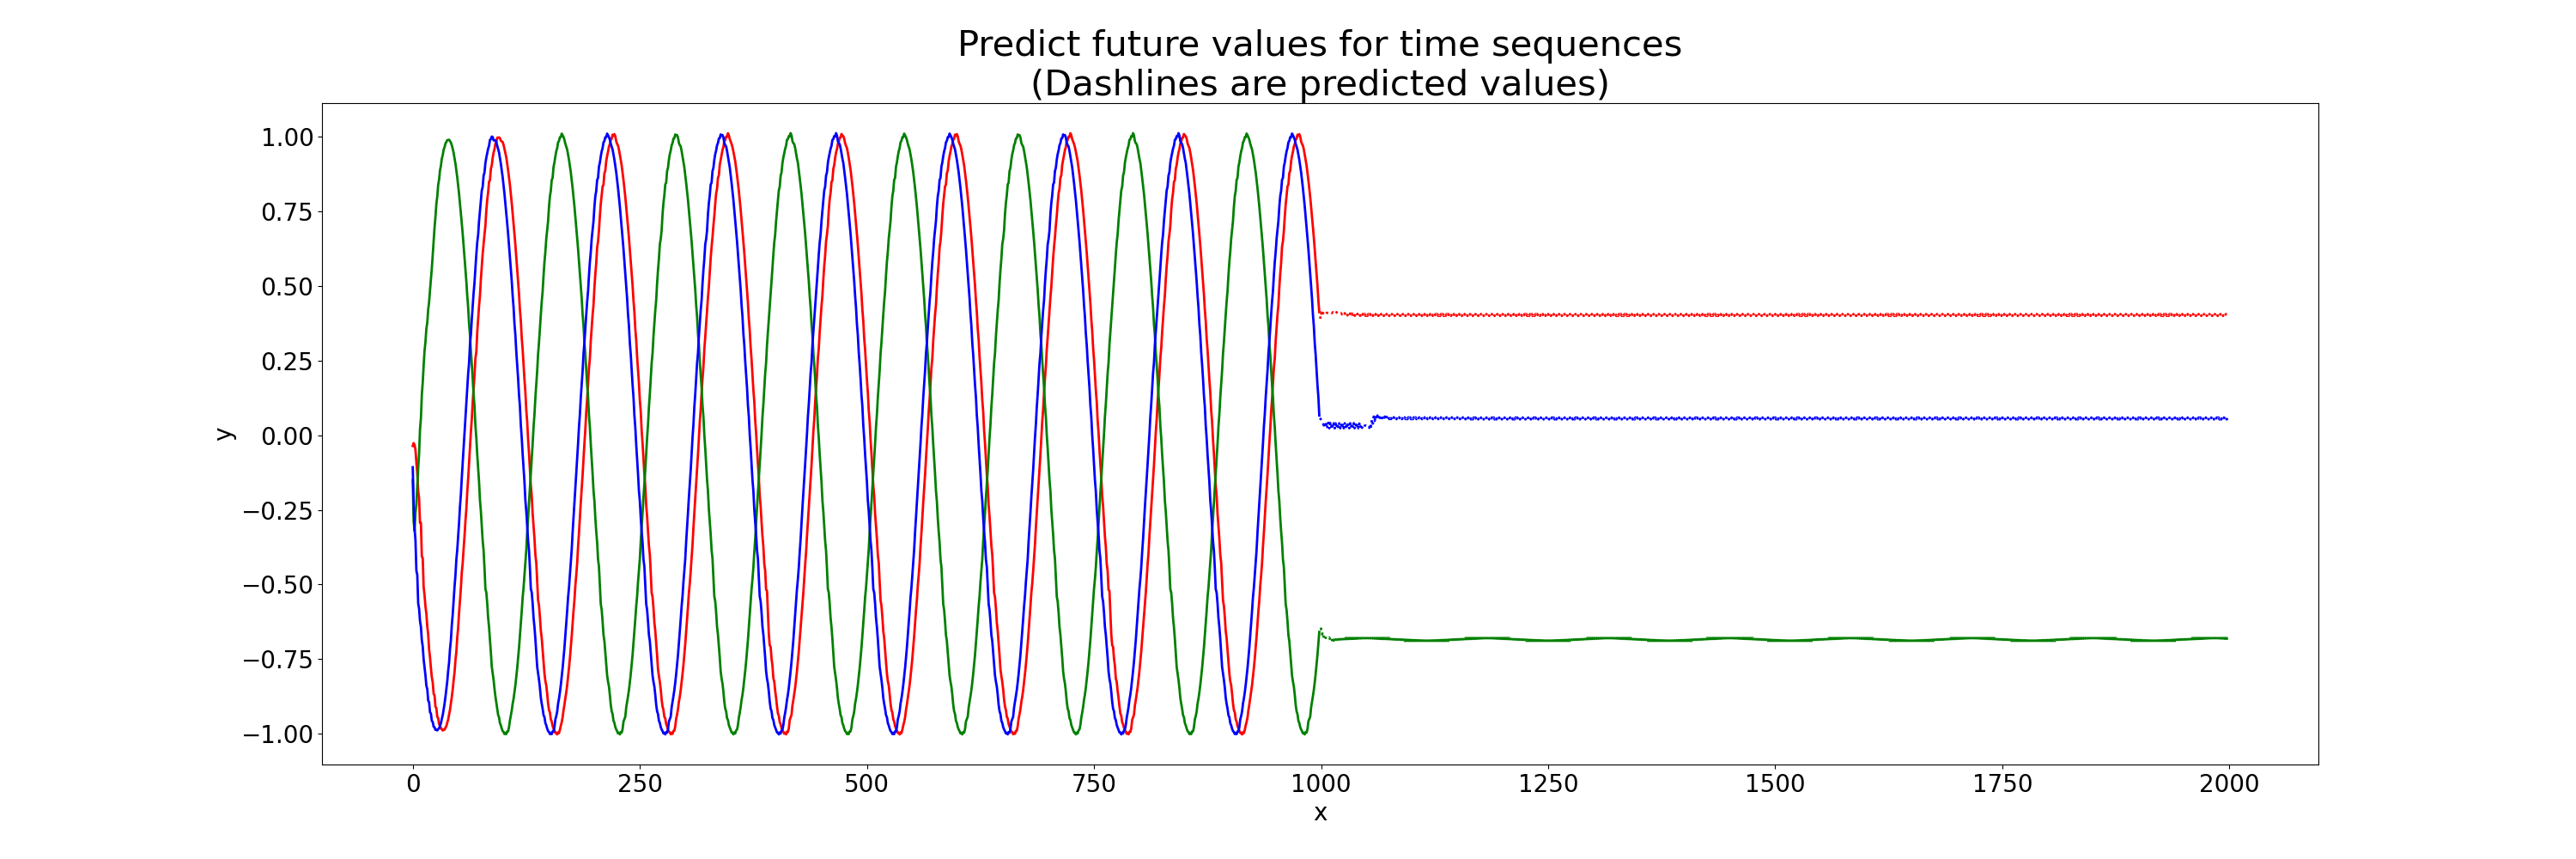 Predict future values for time sequences
(Dashlines are predicted values)
1.00
0.75
0.50
0.25
0.00
−0.25
−0.50
−0.75
−1.00
y
0 250 500 750 1000 1250 1500 1750 2000
x